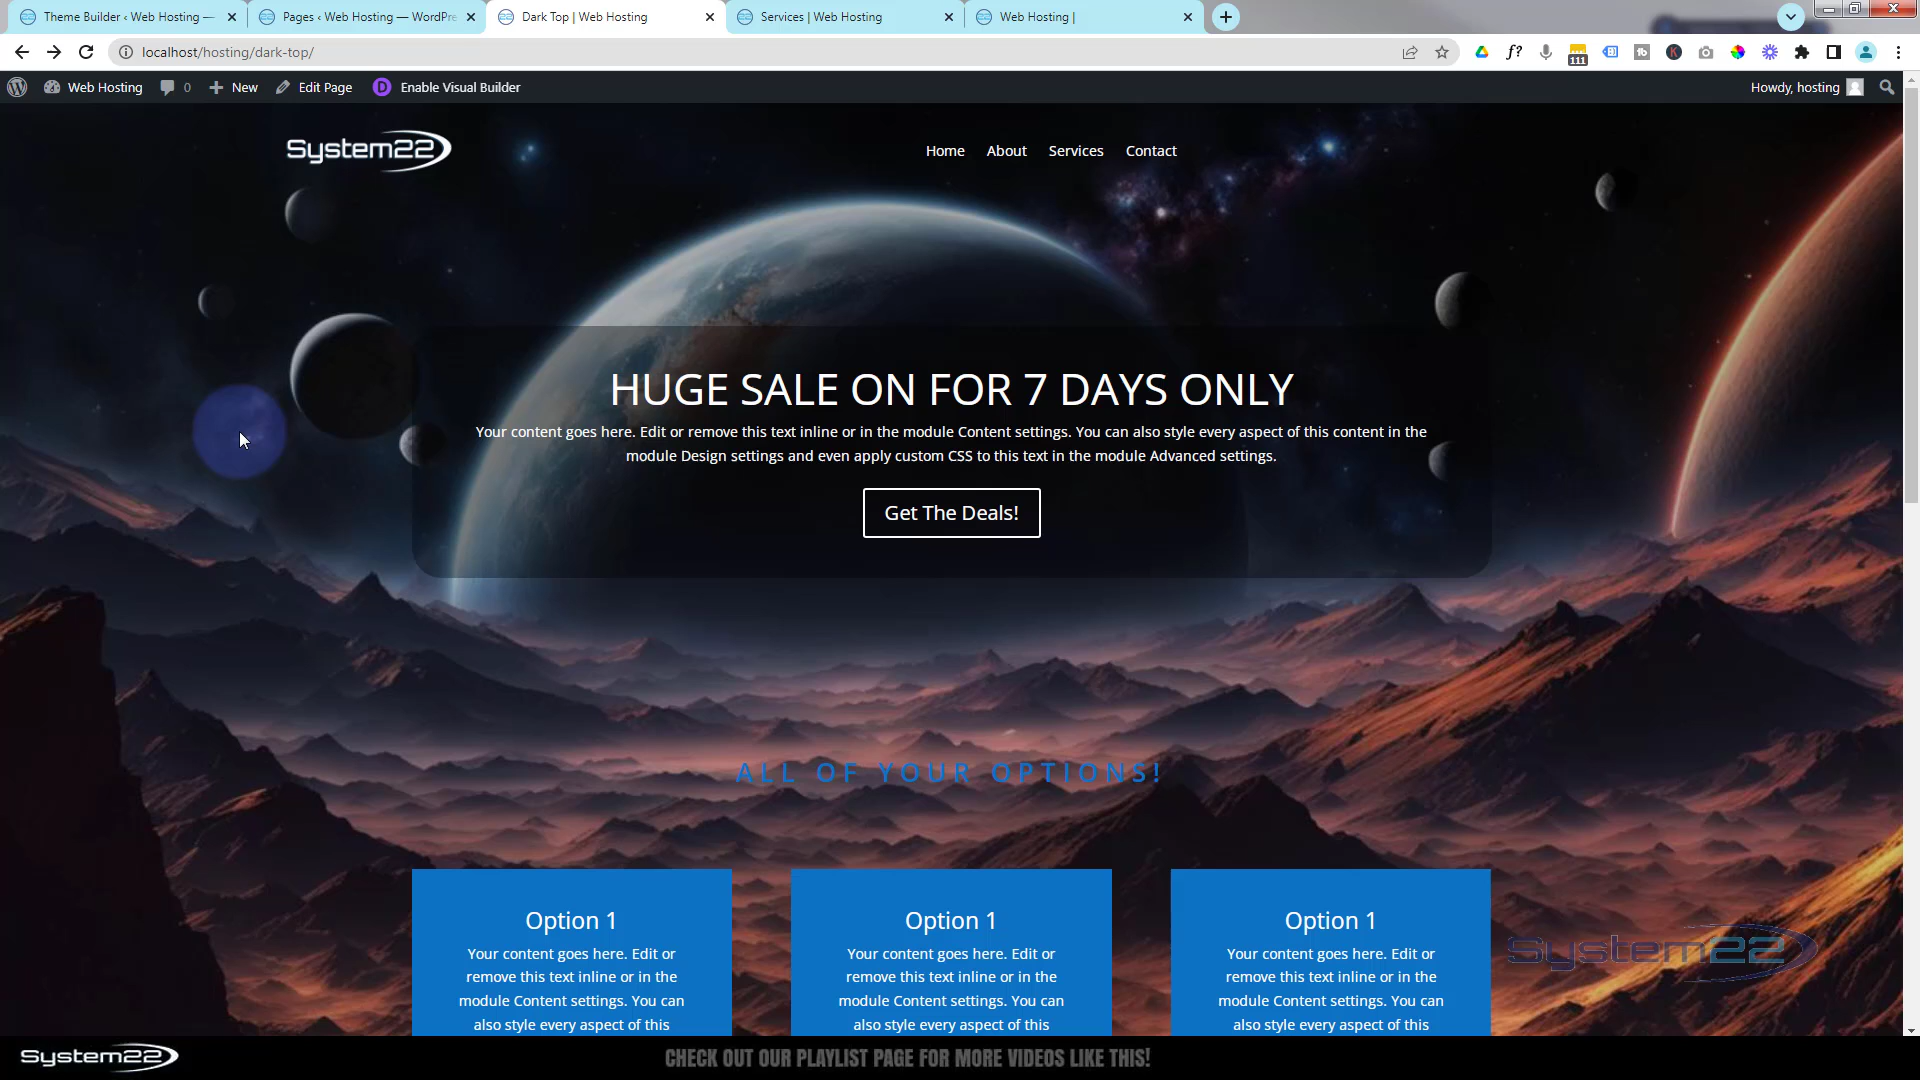 Theme Builder ‹ Web Hosting —
Pages ‹ Web Hosting — WordPre
Dark Top | Web Hosting
Services | Web Hosting
Web Hosting |
localhost/hosting/dark-top/
111
Web Hosting
0
New
Edit Page
D
Enable Visual Builder
Howdy, hosting
System22
Home
About
Services
Contact
HUGE SALE ON FOR 7 DAYS ONLY
Your content goes here. Edit or remove this text inline or in the module Content settings. You can also style every aspect of this content in the
module Design settings and even apply custom CSS to this text in the module Advanced settings.
Get The Deals!
ALL OF YOUR OPTIONS!
Option 1
Your content goes here. Edit or
remove this text inline or in the
module Content settings. You can
also style every aspect of this
Option 1
Your content goes here. Edit or
remove this text inline or in the
module Content settings. You can
also style every aspect of this
Option 1
Your content goes here. Edit or
remove this text inline or in the
module Content settings. You can
also style every aspect of this
System22
System22
CHECK OUT OUR PLAYLIST PAGE FOR MORE VIDEOS LIKE THIS!